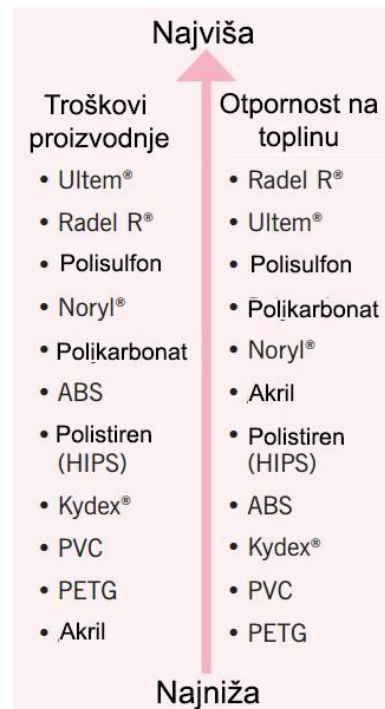 Najviša
Troškovi
proizvodnje
• Ultem®
• Radel R®
• Polisulfon
• Noryl®
• Polikarbonat
• ABS
• Polistiren
(HIPS)
• Kydex®
• PVC
• PETG
• Akril
Otpornost na
toplinu
• Radel R®
• Ultem®
• Polisulfon
• Polikarbonat
• Noryl®
• Akril
• Polistiren
(HIPS)
• ABS
• Kydex®
• PVC
• PETG
Najniža